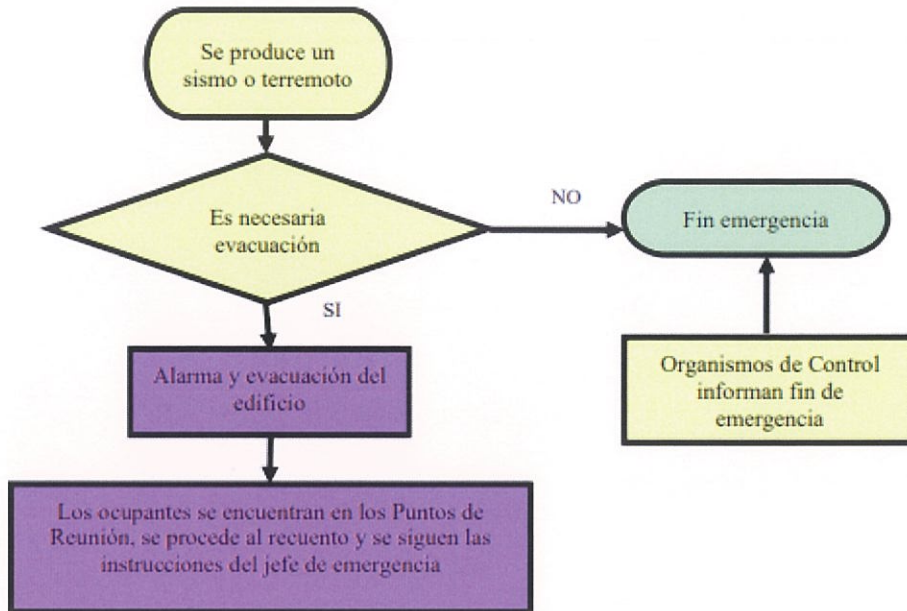 Se produce un
sismo o terremoto
Es necesaria
evacuación
NO
Fin emergencia
SI
Alarma y evacuación del
edificio
Organismos de Control
informan fin de
emergencia
Los ocupantes se encuentran en los Puntos de
Reunión, se procede al recuento y se siguen las
instrucciones del jefe de emergencia